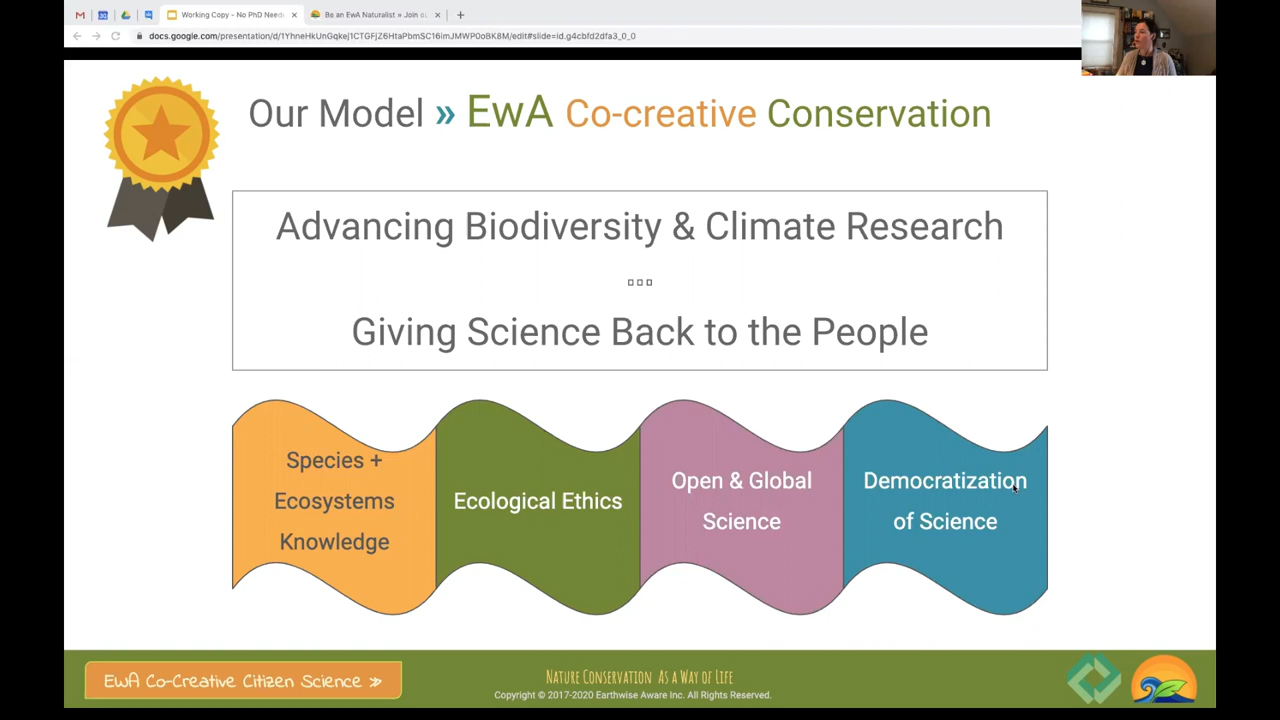 Working Copy - No PhD Neede
Be an EwA Naturalist » Join ou
docs.google.com/presentation/d/1YhneHkUnGqkej1CTGFjZ6HtaPbmSC16irnJMWP0oBK8M/edit#slide=id.g4cbfd2dfa3_0_0
Our Model » EwA Co-creative Conservation
Advancing Biodiversity & Climate Research
Giving Science Back to the People
Species +
Ecosystems
Knowledge
Ecological Ethics
Open & Global
Science
Democratization
of Science
EwA Co-Creative Citizen Science »
Nature Conservation As a Way of Life
Copyright © 2017-2020 Earthwise Aware Inc. All Rights Reserved.